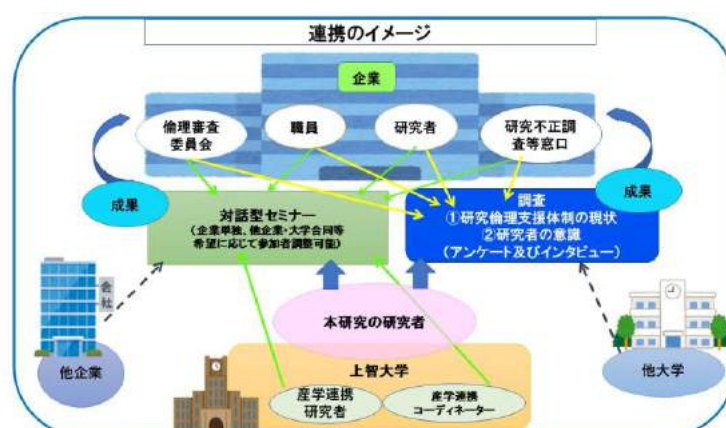 連携のイメージ
企業
倫理審査
委員会
職員
研究者
研究不正調
査等窓口
成果
成果
対話型セミナー
(企業単独、他企業・大学合同等
希望に応じて参加者調整可能)
調査
①研究倫理支援体制の現状
②研究者の意識
(アンケート及びインタビュー)
会社
本研究の研究者
他企業
上智大学
他大学
産学連携
研究者
産学連携
コーディネーター